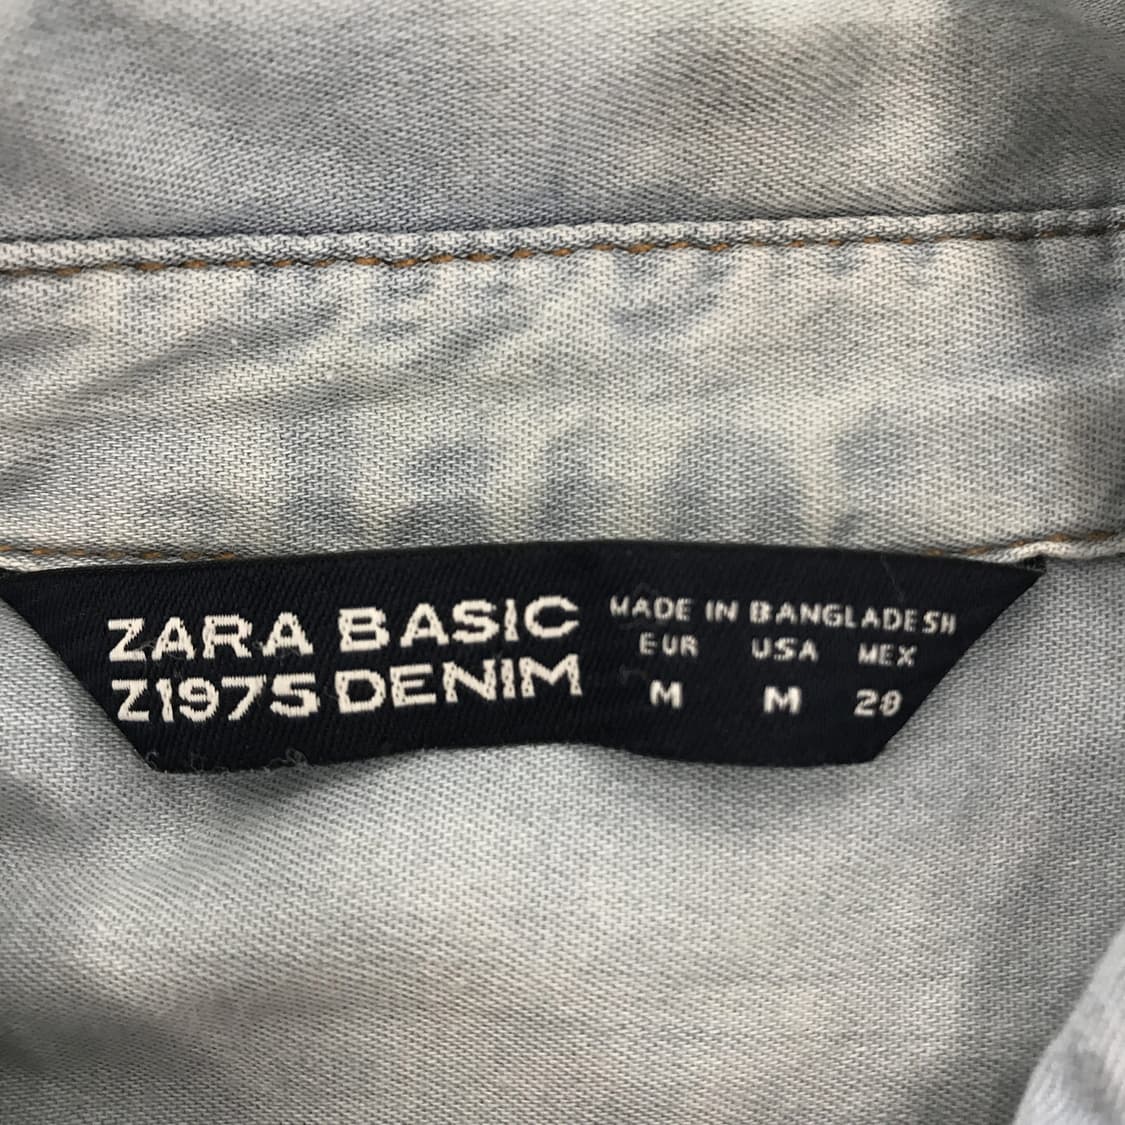 ZARA BASIC
Z1975 DENIM
MADE IN BANGLADESH
EUR USA MEX
M M 28